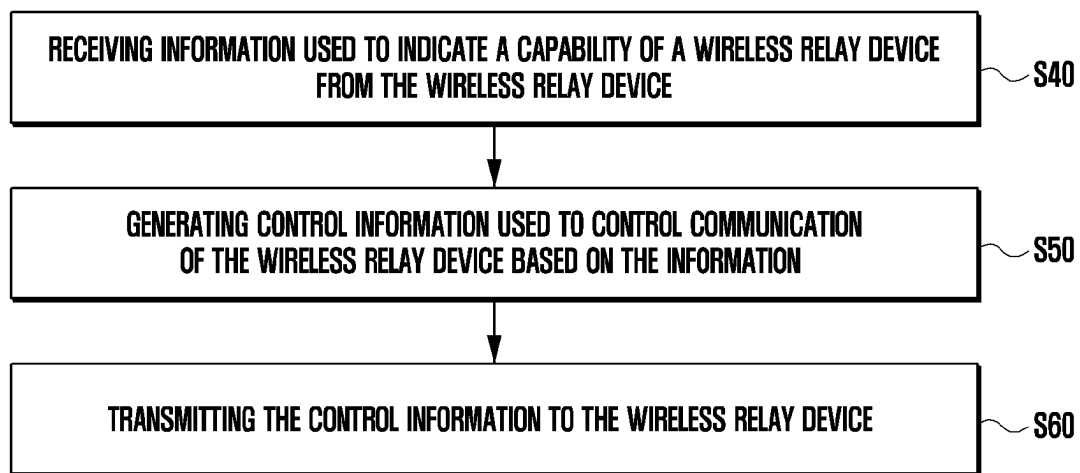 RECEIVING INFORMATION USED TO INDICATE A CAPABILITY OF A WIRELESS RELAY DEVICE
FROM THE WIRELESS RELAY DEVICE
S40
GENERATING CONTROL INFORMATION USED TO CONTROL COMMUNICATION
OF THE WIRELESS RELAY DEVICE BASED ON THE INFORMATION
S50
TRANSMITTING THE CONTROL INFORMATION TO THE WIRELESS RELAY DEVICE
S60